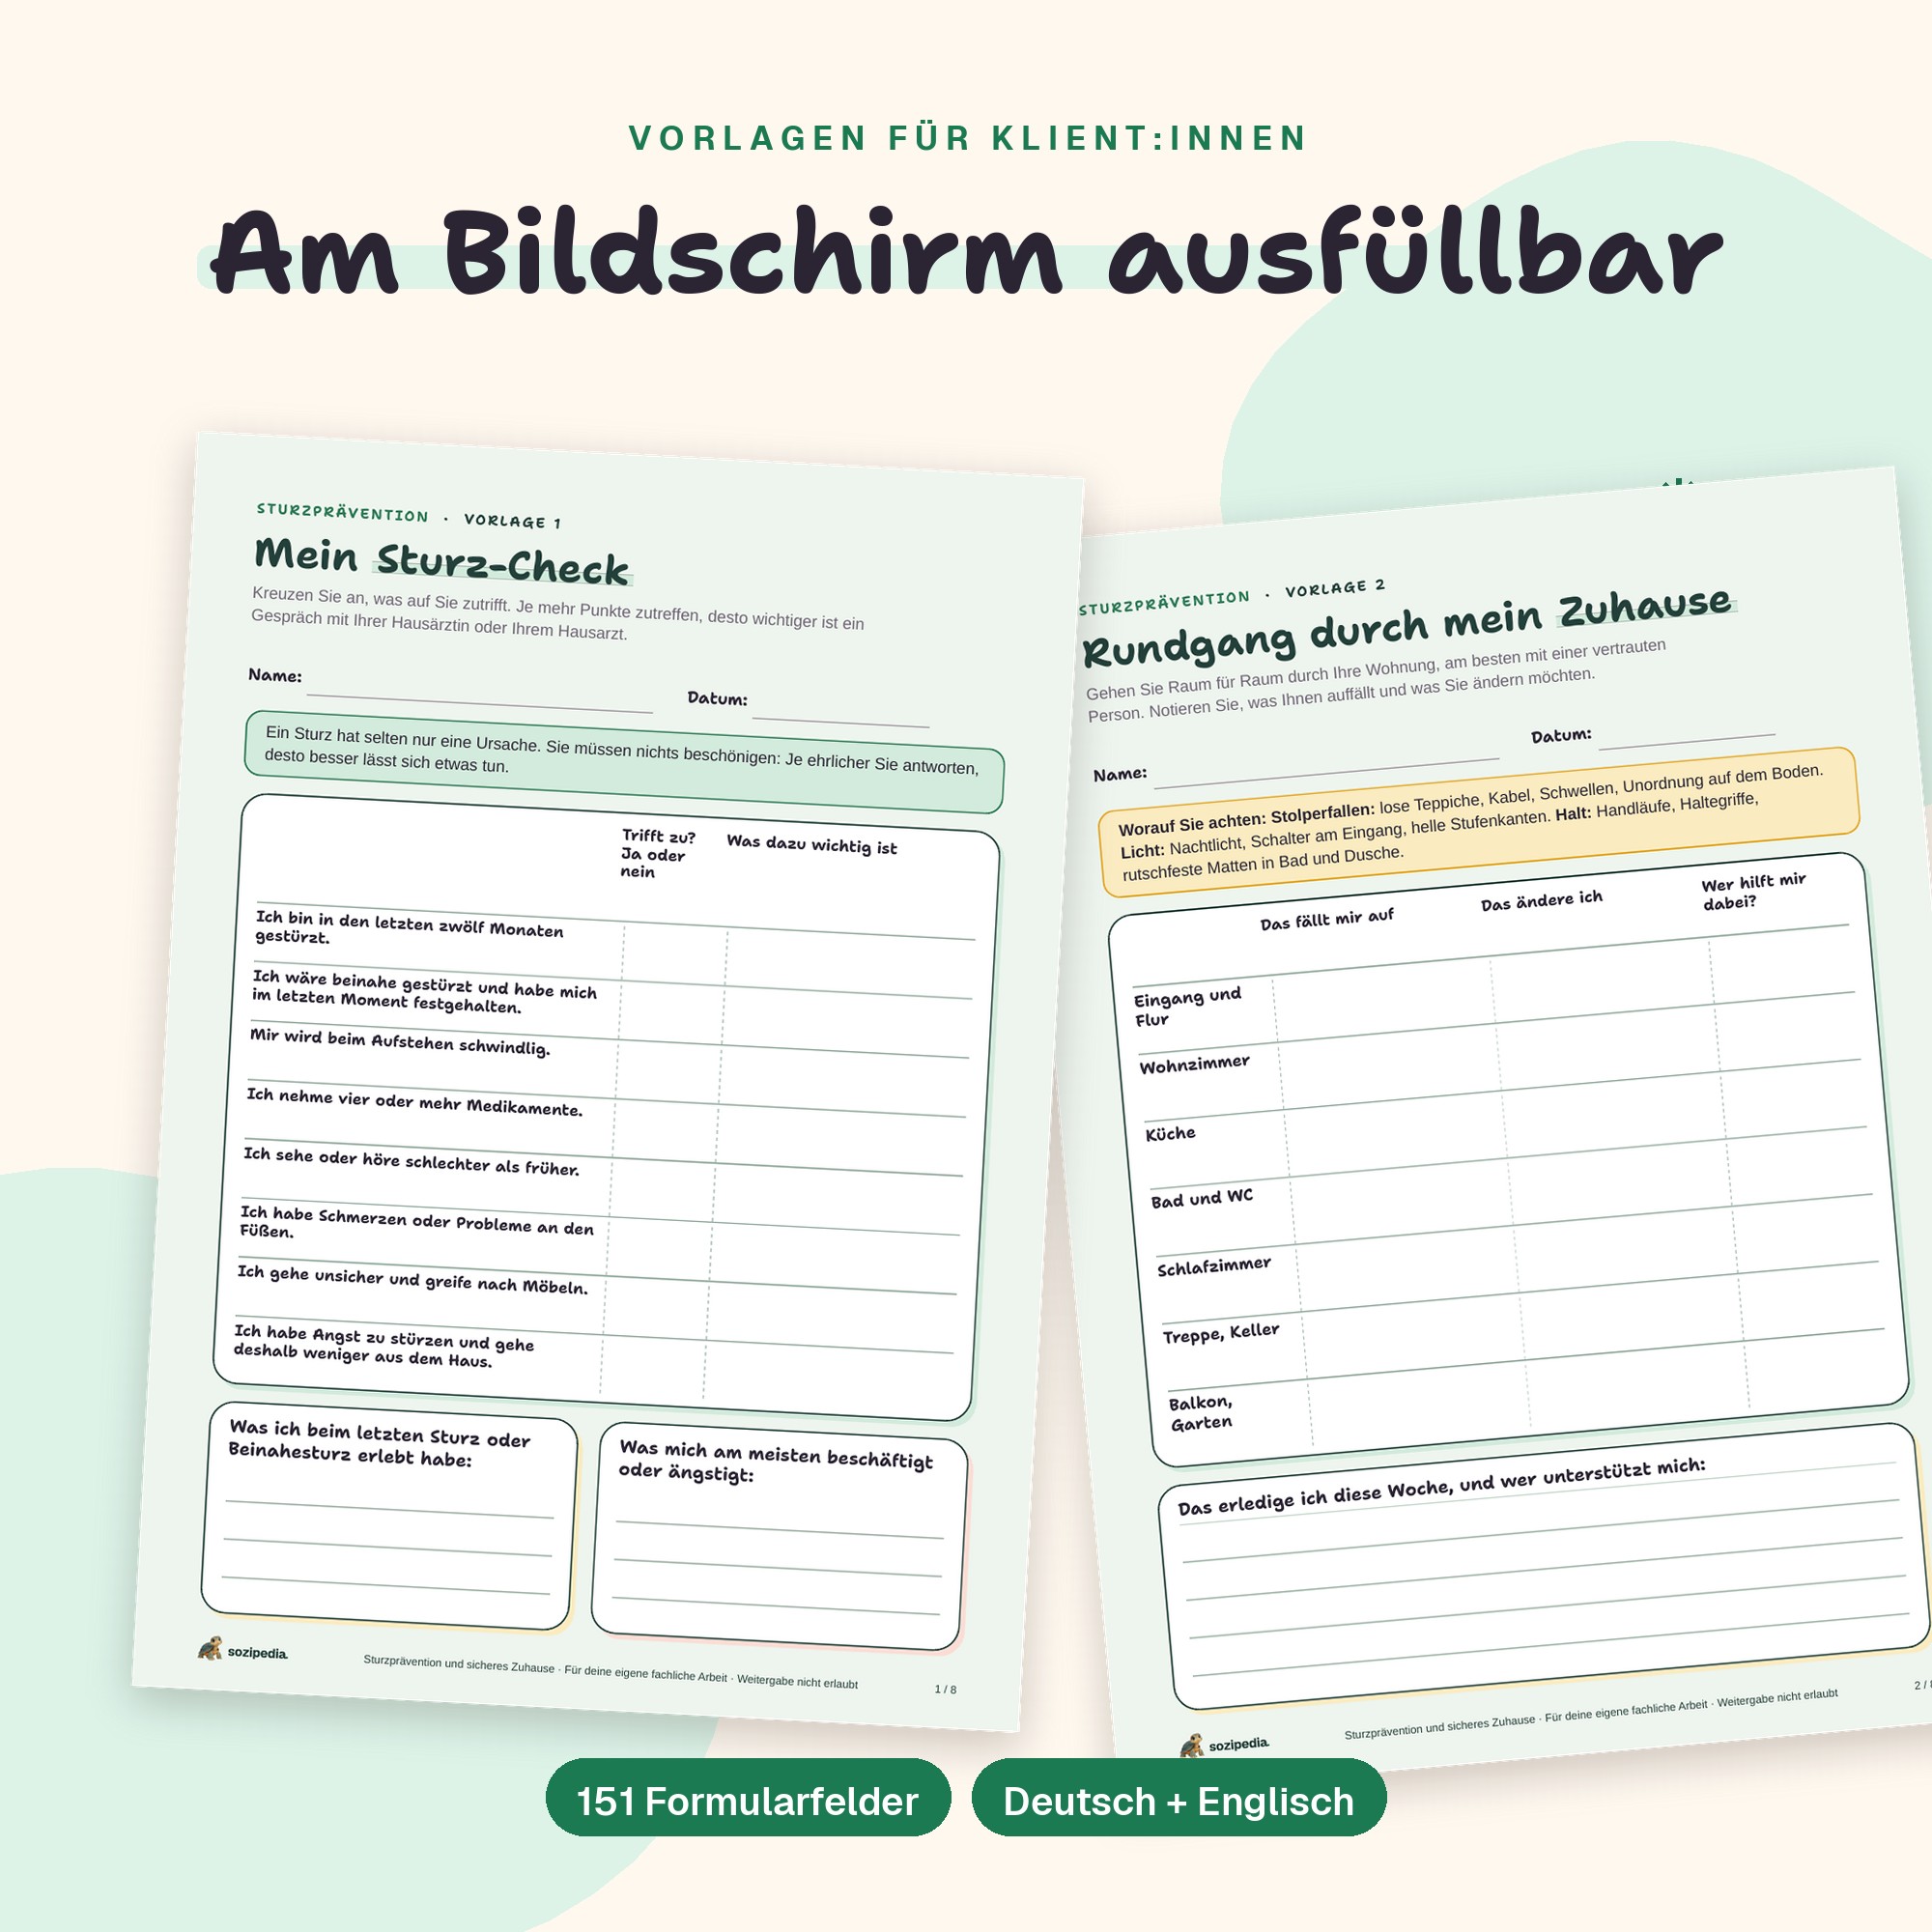 VORLAGEN FÜR KLIENT:INNEN
Am Bildschirm ausfüllbar
STURZPRÄVENTION · VORLAGE 1
Mein Sturz-Check
Kreuzen Sie an, was auf Sie zutrifft. Je mehr Punkte zutreffen, desto wichtiger ist ein
Gespräch mit Ihrer Hausärztin oder Ihrem Hausarzt.
Name:
Datum:
Ein Sturz hat selten nur eine Ursache. Sie müssen nichts beschönigen: Je ehrlicher Sie antworten,
desto besser lässt sich etwas tun.
Trifft zu?
Ja oder
nein
Was dazu wichtig ist
Ich bin in den letzten zwölf Monaten
gestürzt.
Ich wäre beinahe gestürzt und habe mich
im letzten Moment festgehalten.
Mir wird beim Aufstehen schwindlig.
Ich nehme vier oder mehr Medikamente.
Ich sehe oder höre schlechter als früher.
Ich habe Schmerzen oder Probleme an den
Füßen.
Ich gehe unsicher und greife nach Möbeln.
Ich habe Angst zu stürzen und gehe
deshalb weniger aus dem Haus.
Was ich beim letzten Sturz oder
Beinahesturz erlebt habe:
Was mich am meisten beschäftigt
oder ängstigt:
sozipedia.
Sturzprävention und sicheres Zuhause · Für deine eigene fachliche Arbeit · Weitergabe nicht erlaubt
1 / 8
STURZPRÄVENTION · VORLAGE 2
Rundgang durch mein Zuhause
Gehen Sie Raum für Raum durch Ihre Wohnung, am besten mit einer vertrauten
Person. Notieren Sie, was Ihnen auffällt und was Sie ändern möchten.
Name:
Datum:
Worauf Sie achten: Stolperfallen: lose Teppiche, Kabel, Schwellen, Unordnung auf dem Boden.
Licht: Nachtlicht, Schalter am Eingang, helle Stufenkanten. Halt: Handläufe, Haltegriffe,
rutschfeste Matten in Bad und Dusche.
Das fällt mir auf
Das ändere ich
Wer hilft mir
dabei?
Eingang und
Flur
Wohnzimmer
Küche
Bad und WC
Schlafzimmer
Treppe, Keller
Balkon,
Garten
Das erledige ich diese Woche, und wer unterstützt mich:
sozipedia.
Sturzprävention und sicheres Zuhause · Für deine eigene fachliche Arbeit · Weitergabe nicht erlaubt
2 / 8
151 Formularfelder
Deutsch + Englisch